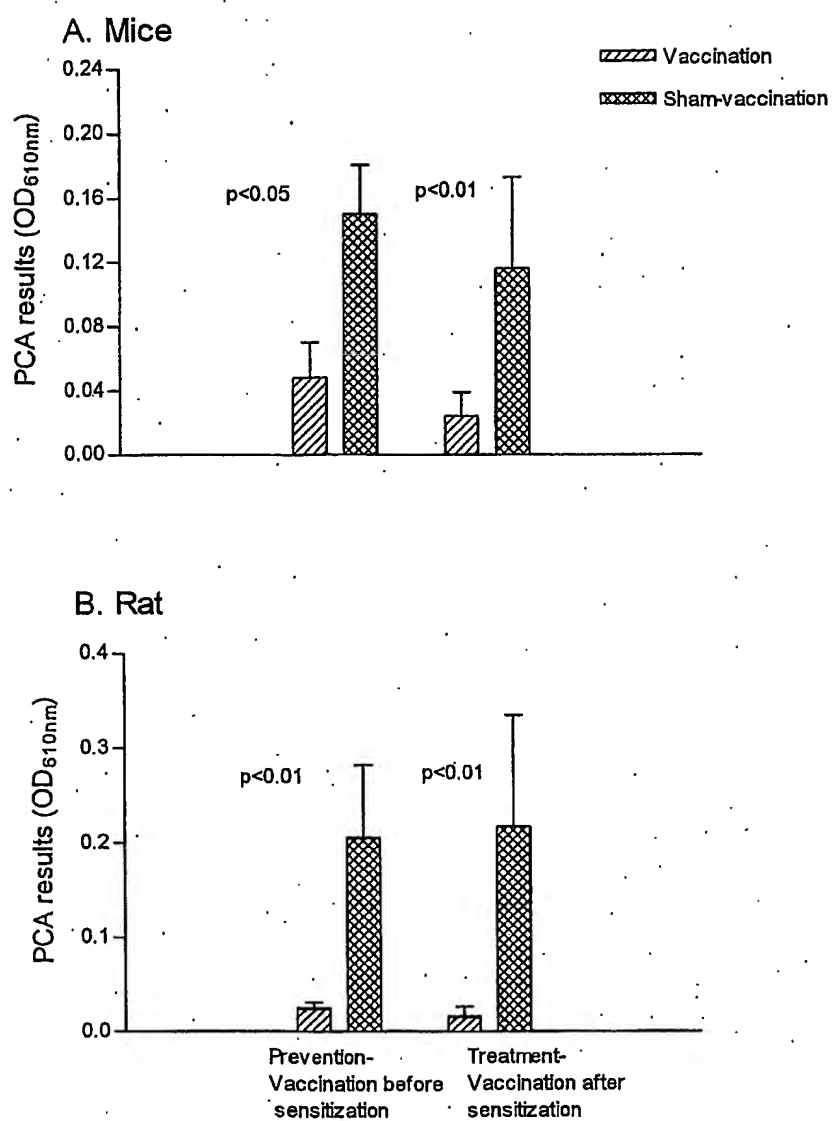 A. Mice
Vaccination
Sham-vaccination
PCA results (OD610nm)
0.24
0.20
0.16
0.12
0.08
0.04
0.00
p<0.05
p<0.01
B. Rat
PCA results (OD610nm)
0.4
0.3
0.2
0.1
0.0
p<0.01
p<0.01
Prevention-
Vaccination before
sensitization
Treatment-
Vaccination after
sensitization